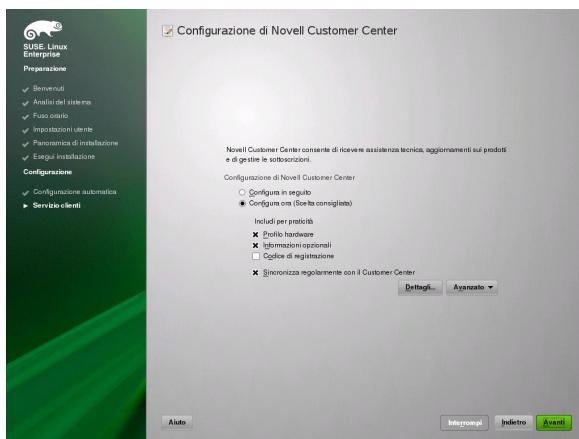 SUSE. Linux
Enterprise
Preparazione
Benvenuti
Analisi del sistema
Fuso orario
Impostazioni utente
Panoramica di installazione
Esegui installazione
Configurazione
Configurazione automatica
Servizio clienti
Configurazione di Novell Customer Center
Novell Customer Center consente di ricevere assistenza tecnica, aggiornamenti sui prodotti
e di gestire le sottoscrizioni.
Configurazione di Novell Customer Center
Configura in seguito
Configura ora (Scelta consigliata)
Includi per praticità
Profilo hardware
Informazioni opzionali
Codice di registrazione
Sincronizza regolarmente con il Customer Center
Dettagli... Avanzato
Aiuto Interrompi Indietro Avanti